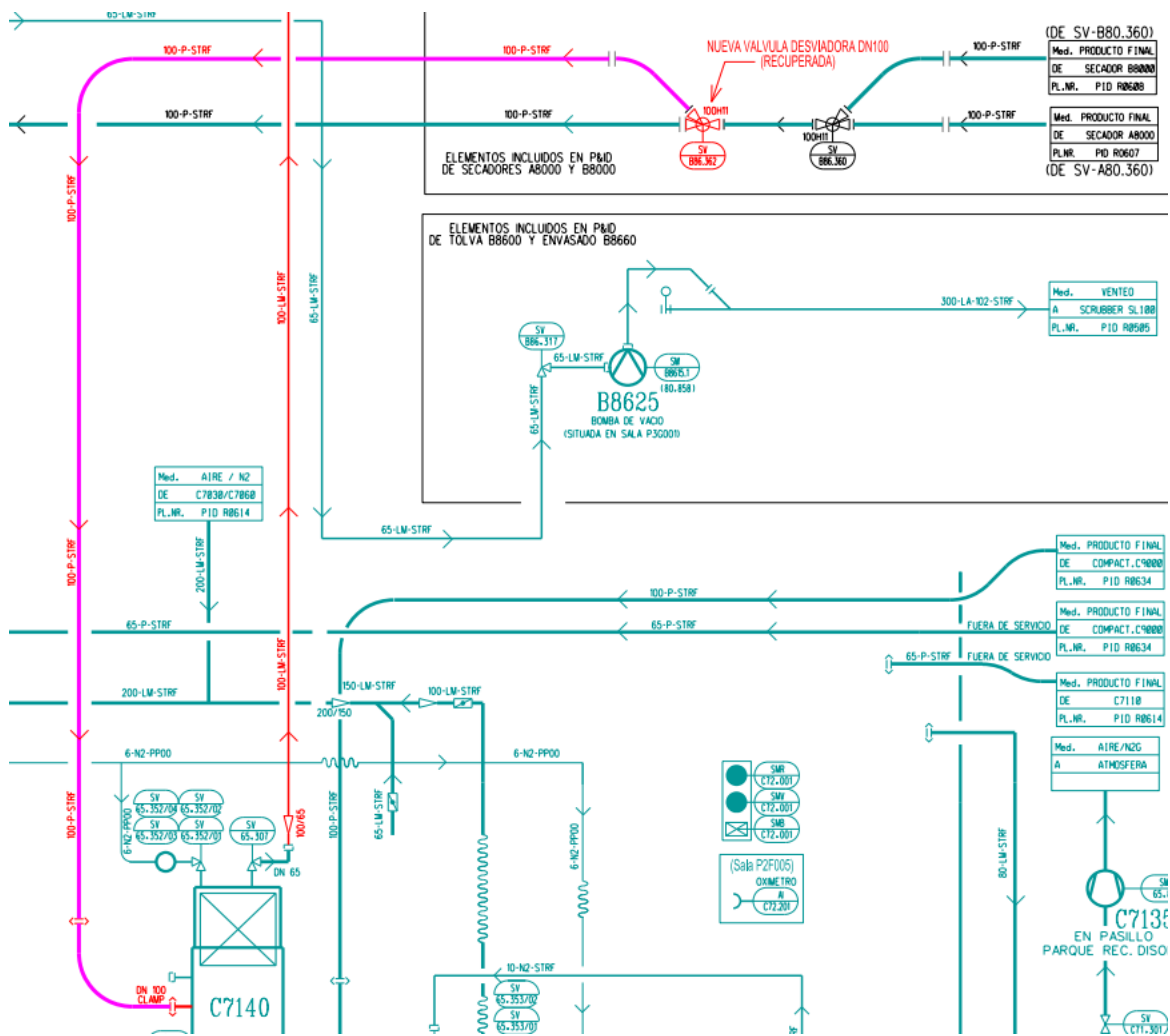 65-LM-STRF
100-P-STRF
100-P-STRF
NUEVA VALVULA DESVIADORA DN100
(RECUPERADA)
100-P-STRF
(DE SV-B80.360)
Med. PRODUCTO FINAL
DE SECADOR B8000
PL.NR. PID R0608
100-P-STRF
100-P-STRF
100H11
100H11
100-P-STRF
Med. PRODUCTO FINAL
DE SECADOR A8000
PL.NR. PID R0607
(DE SV-A80.360)
SV
B86.362
SV
B86.360
ELEMENTOS INCLUIDOS EN P&ID
DE SECADORES A8000 Y B8000
100-P-STRF
ELEMENTOS INCLUIDOS EN P&ID
DE TOLVA B8600 Y ENVASADO B8660
100-LM-STRF
65-LM-STRF
300-LA-102-STRF
Med. VENTEO
A SCRUBBER SL100
PL.NR. PID R0505
SV
B86.317
65-LM-STRF
SM
B8615.1
(80.858)
65-LM-STRF
B8625
BOMBA DE VACIO
(SITUADA EN SALA P3G001)
Med. AIRE / N2
DE C7030/C7060
PL.NR. PID R0614
65-LM-STRF
100-P-STRF
200-LM-STRF
100-P-STRF
Med. PRODUCTO FINAL
DE COMPACT.C9000
PL.NR. PID R0634
65-P-STRF
65-P-STRF
FUERA DE SERVICIO
Med. PRODUCTO FINAL
DE COMPACT.C9000
PL.NR. PID R0634
65-P-STRF
FUERA DE SERVICIO
100-LM-STRF
200-LM-STRF
150-LM-STRF
100-LM-STRF
200/150
Med. PRODUCTO FINAL
DE C7110
PL.NR. PID R0614
6-N2-PP00
6-N2-PP00
Med. AIRE/N2G
A ATMOSFERA
100-P-STRF
6-N2-PP00
SV
65.352/04
SV
65.352/02
SV
65.352/03
SV
65.352/01
SV
65.307
100/65
DN 65
100-P-STRF
65-LM-STRF
6-N2-PP00
SMR
C72.001
SMV
C72.001
SMB
C72.001
(Sala P2F005)
OXIMETRO
AI
C72.201
80-LM-STRF
C7135
EN PASILLO
PARQUE REC. DISO
DN 100
CLAMP
C7140
10-N2-STRF
SV
65.353/02
SV
65.353/01
SV
C71.301